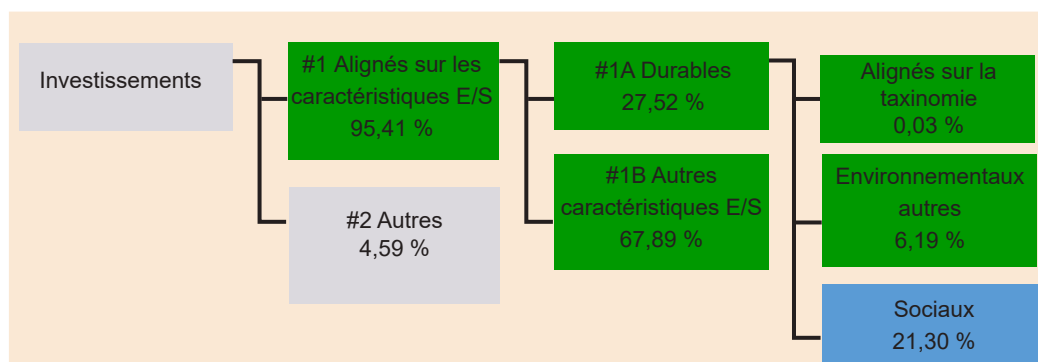 Investissements
#1 Alignés sur les
caractéristiques E/S
95,41 %
#2 Autres
4,59 %
#1A Durables
27,52 %
#1B Autres
caractéristiques E/S
67,89 %
Alignés sur la
taxinomie
0,03 %
Environnementaux
autres
6,19 %
Sociaux
21,30 %